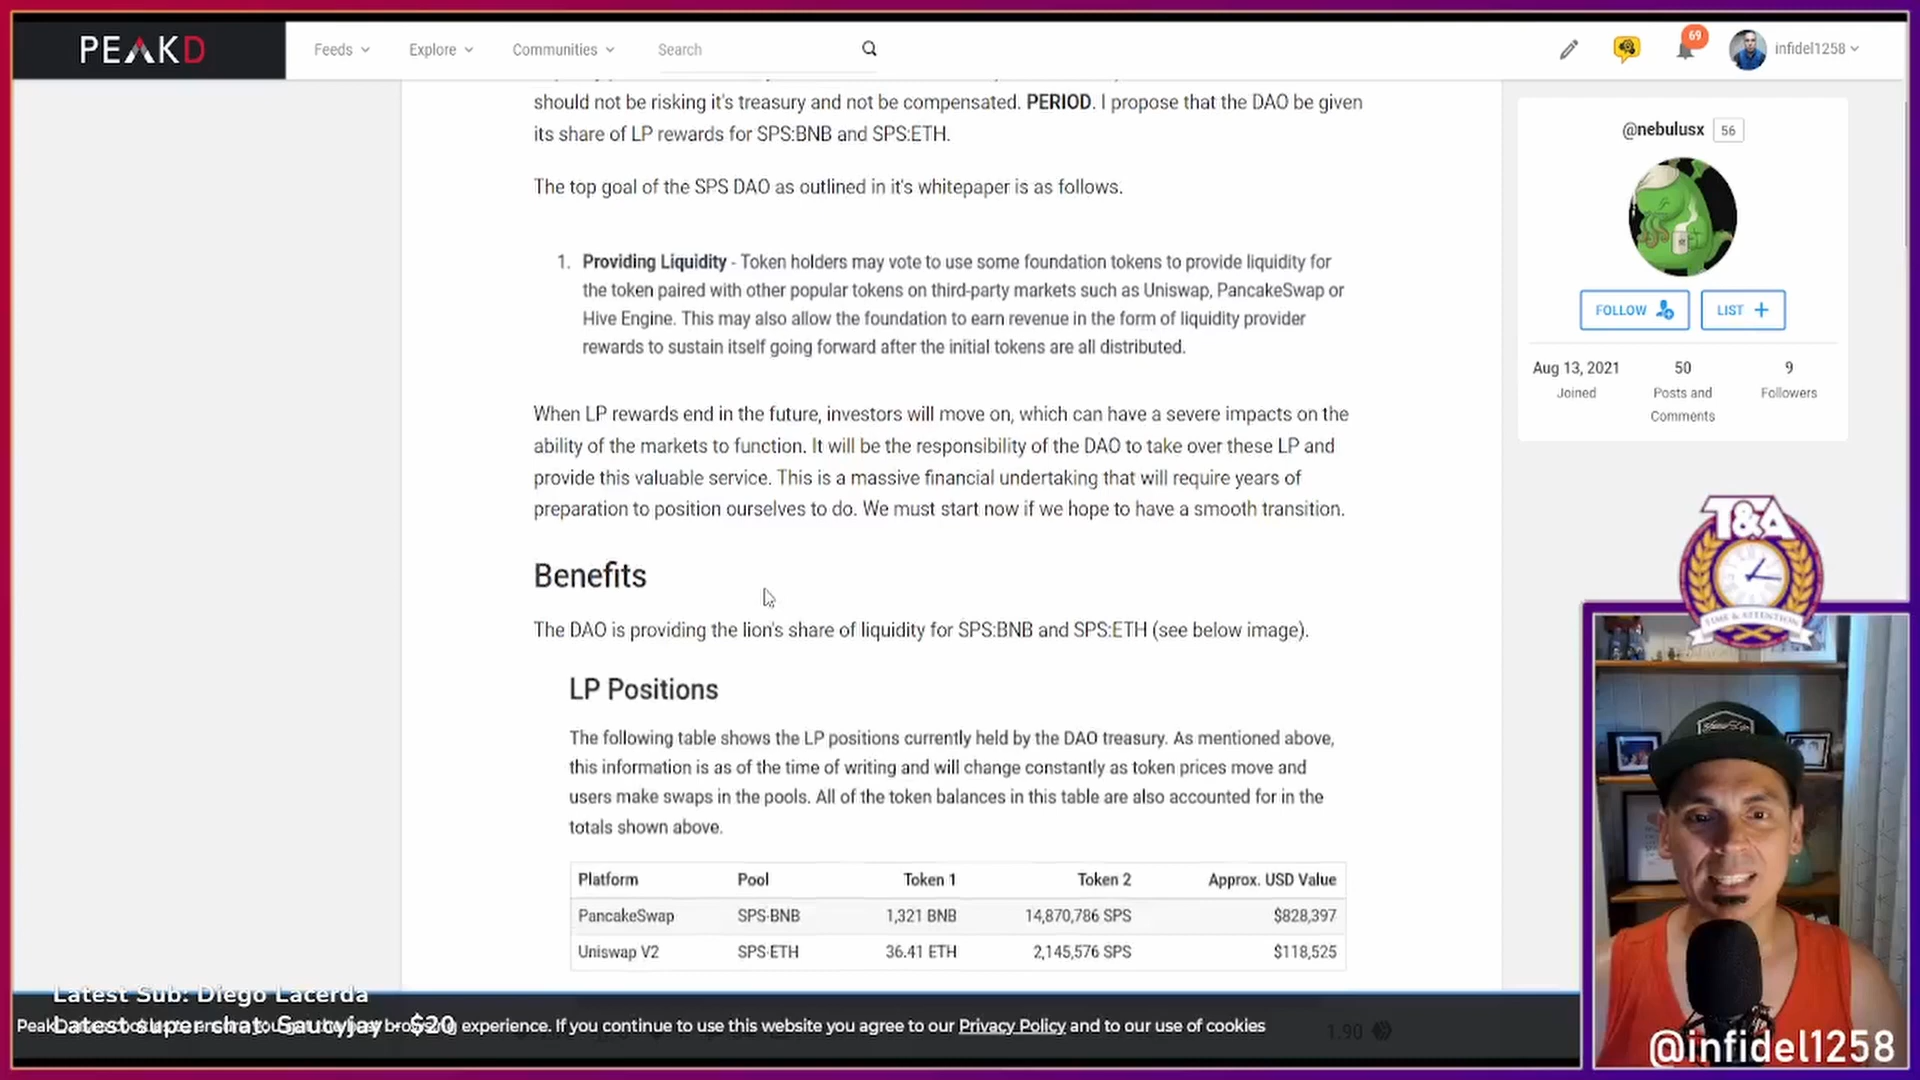 PEAKD
Feeds
Explore
Communities
Search
69
infidel1258
should not be risking it's treasury and not be compensated. PERIOD. I propose that the DAO be given
its share of LP rewards for SPS:BNB and SPS:ETH.
The top goal of the SPS DAO as outlined in it's whitepaper is as follows.
1. Providing Liquidity - Token holders may vote to use some foundation tokens to provide liquidity for
the token paired with other popular tokens on third-party markets such as Uniswap, PancakeSwap or
Hive Engine. This may also allow the foundation to earn revenue in the form of liquidity provider
rewards to sustain itself going forward after the initial tokens are all distributed.
When LP rewards end in the future, investors will move on, which can have a severe impacts on the
ability of the markets to function. It will be the responsibility of the DAO to take over these LP and
provide this valuable service. This is a massive financial undertaking that will require years of
preparation to position ourselves to do. We must start now if we hope to have a smooth transition.
Benefits
The DAO is providing the lion's share of liquidity for SPS:BNB and SPS:ETH (see below image).
LP Positions
The following table shows the LP positions currently held by the DAO treasury. As mentioned above,
this information is as of the time of writing and will change constantly as token prices move and
users make swaps in the pools. All of the token balances in this table are also accounted for in the
totals shown above.
Platform Pool Token 1 Token 2 Approx. USD Value
PancakeSwap SPS-BNB 1,321 BNB 14,870,786 SPS $828,397
Uniswap V2 SPS-ETH 36.41 ETH 2,145,576 SPS $118,525
@nebulusx 56
FOLLOW
LIST
Aug 13, 2021 50 9
Joined Posts and Followers
Comments
T&A
TIME & ATTENTION
Latest Sub: Diego Lacerda
Latest super chat: Saucyjay - $20
experience. If you continue to use this website you agree to our Privacy Policy and to our use of cookies
1.90
@infidel1258